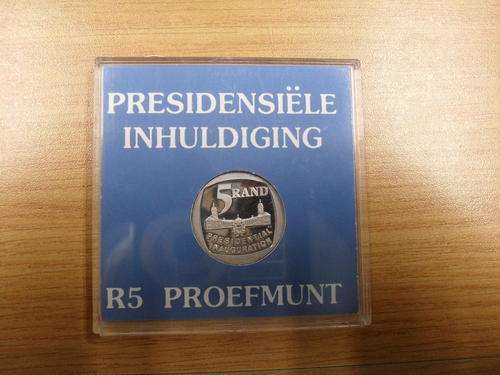 PRESIDENSIËLE
INHULDIGING
5 RAND
PRESIDENTIAL
INAUGURATION
R5 PROEFMUNT